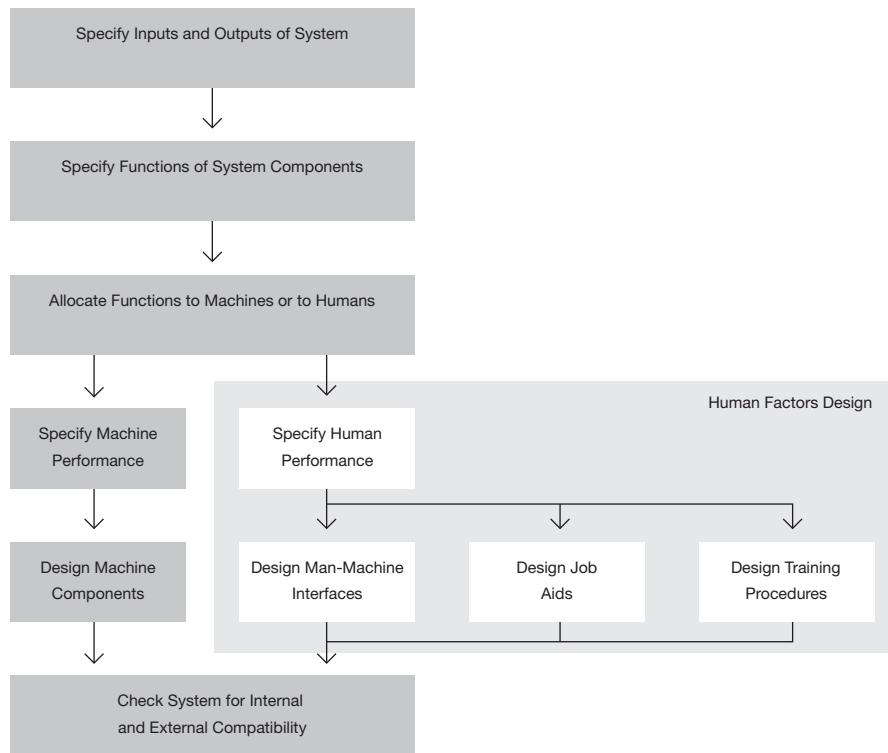 Specify Inputs and Outputs of System
Specify Functions of System Components
Allocate Functions to Machines or to Humans
Human Factors Design
Specify Machine
Performance
Specify Human
Performance
Design Machine
Components
Design Man-Machine
Interfaces
Design Job
Aids
Design Training
Procedures
Check System for Internal
and External Compatibility